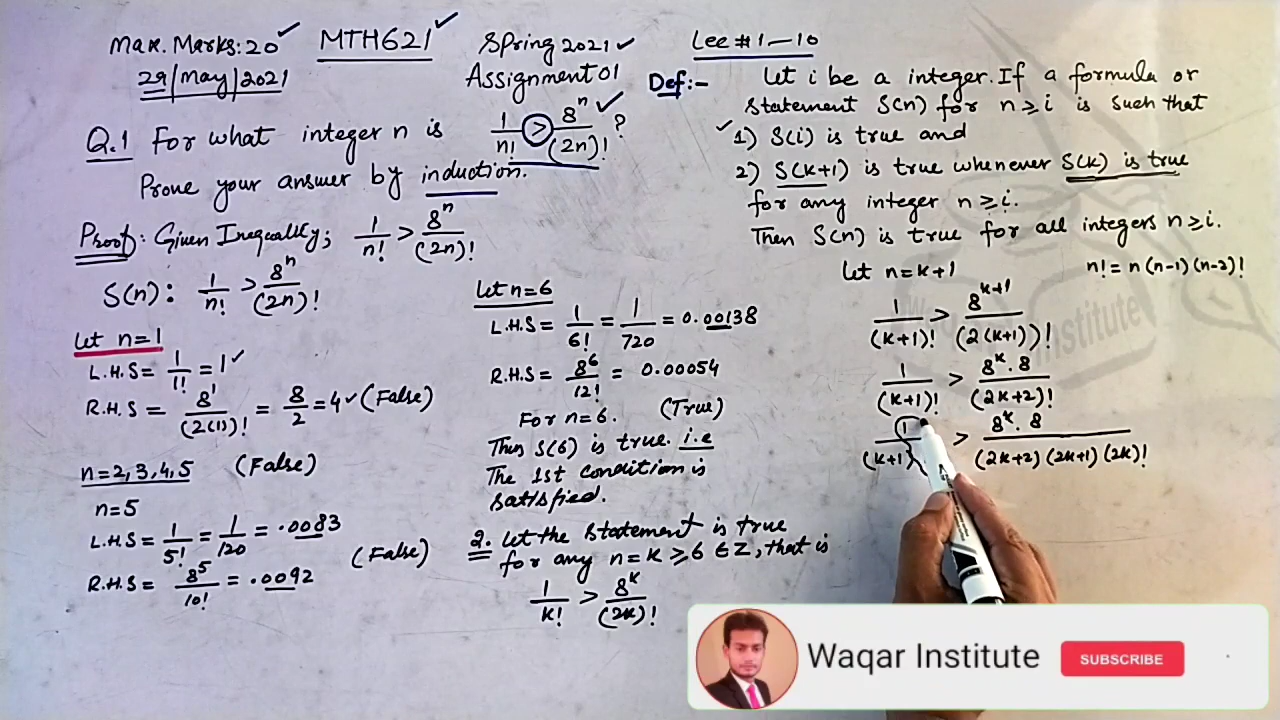 Max. Marks: 20 ✓ MTH621 ✓ Spring 2021 ✓ Lec # 1 – 10
29/May/2021 Assignment 01
Q.1 For what integer n is 1/n! > 8^n/(2n)! ✓ ?
Prove your answer by induction.
Proof: Given Inequality; 1/n! > 8^n/(2n)!
S(n): 1/n! > 8^n/(2n)!
Let n=1
L.H.S = 1/1! = 1 ✓
R.H.S = 8^1/(2(1))! = 8/2 = 4 ✓ (False)
n=2,3,4,5 (False)
n=5
L.H.S = 1/5! = 1/120 = .0083
(False)
R.H.S = 8^5/10! = .0092
Let n=6
L.H.S = 1/6! = 1/720 = 0.00138
R.H.S = 8^6/12! = 0.00054
For n=6. (True)
Thus S(6) is true. i.e
The 1st condition is
satisfied.
2. Let the statement is true
for any n=k ≥ 6 ∈ Z, that is
1/k! > 8^k/(2k)!
Def:- Let i be a integer. If a formula or
statement S(n) for n ≥ i is such that
✓ 1) S(i) is true and
2) S(k+1) is true whenever S(k) is true
for any integer n ≥ i.
Then S(n) is true for all integers n ≥ i.
Let n=k+1 n! = n(n-1)(n-2)!
1/(k+1)! > 8^(k+1)/(2(k+1))!
1/(k+1)! > 8^k . 8/(2k+2)!
1/(k+1) > 8^k . 8/(2k+2)(2k+1)(2k)!
Waqar Institute
Waqar Institute SUBSCRIBE